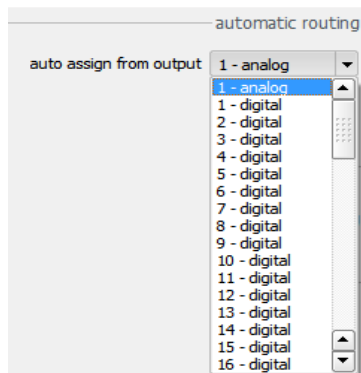 automatic routing
auto assign from output 1 - analog
1 - analog
1 - digital
2 - digital
3 - digital
4 - digital
5 - digital
6 - digital
7 - digital
8 - digital
9 - digital
10 - digital
11 - digital
12 - digital
13 - digital
14 - digital
15 - digital
16 - digital